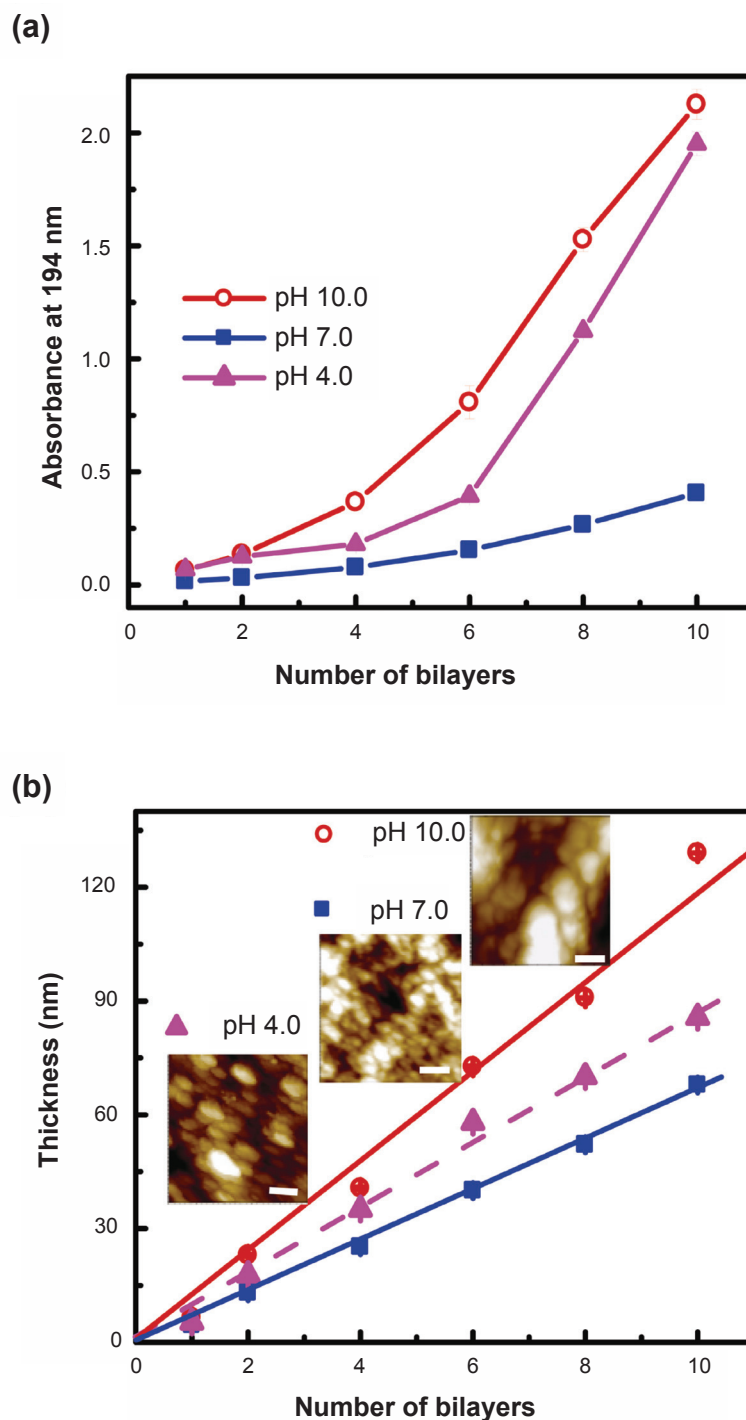 (a)
Absorbance at 194 nm
2.0
1.5
1.0
0.5
0.0
pH 10.0
pH 7.0
pH 4.0
0 2 4 6 8 10
Number of bilayers
(b)
Thickness (nm)
120
90
60
30
0
pH 10.0
pH 7.0
pH 4.0
0 2 4 6 8 10
Number of bilayers